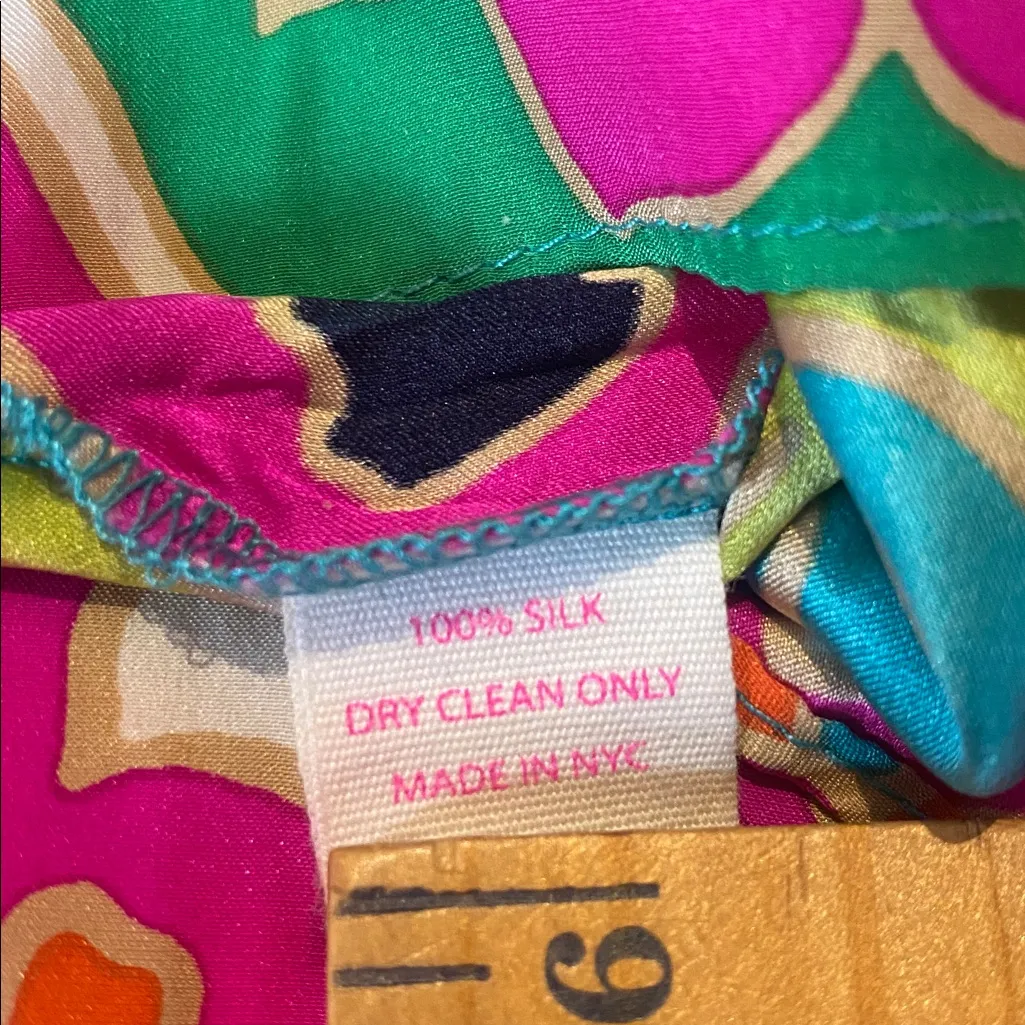 100% SILK
DRY CLEAN ONLY
MADE IN NYC
9